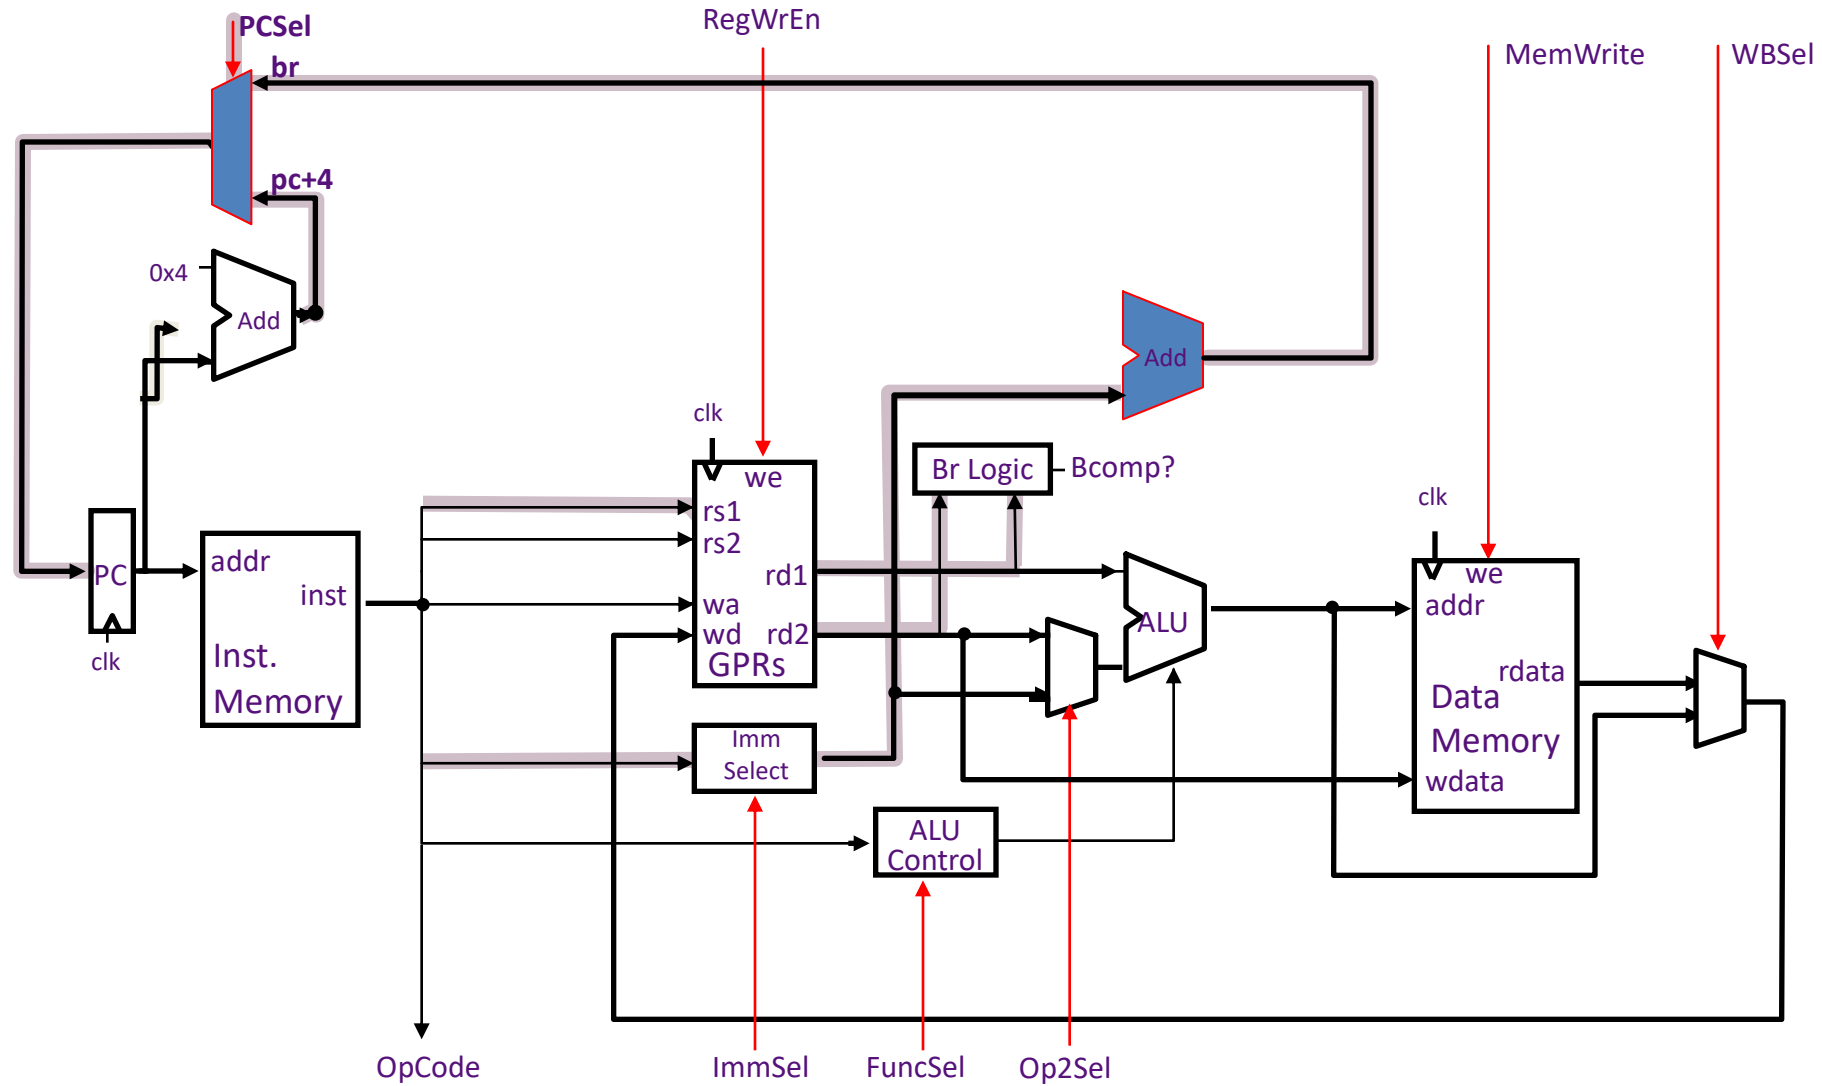 PCSel
RegWrEn
MemWrite
WBSel
br
pc+4
0x4
Add
Add
clk
we
Br Logic
Bcomp?
clk
rs1
rs2
PC
addr
inst
rd1
we
addr
wa
wd
rd2
ALU
GPRs
clk
Inst.
Memory
rdata
Data
Memory
wdata
Imm
Select
ALU
Control
OpCode
ImmSel
FuncSel
Op2Sel